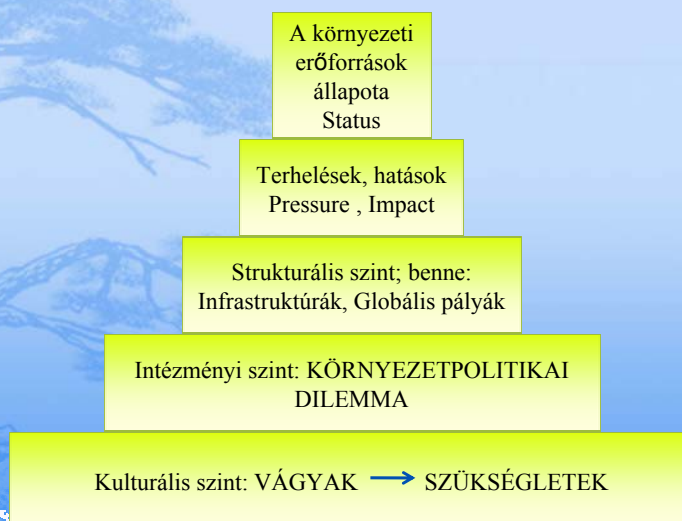 A környezeti
erőforrások
állapota
Status
Terhelések, hatások
Pressure , Impact
Strukturális szint; benne:
Infrastruktúrák, Globális pályák
Intézményi szint: KÖRNYEZETPOLITIKAI
DILEMMA
Kulturális szint: VÁGYAK → SZÜKSÉGLETEK